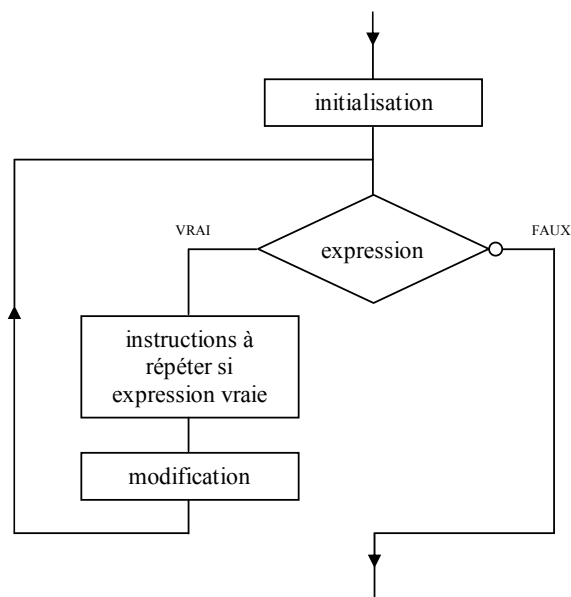 initialisation
VRAI
FAUX
expression
instructions à
répéter si
expression vraie
modification